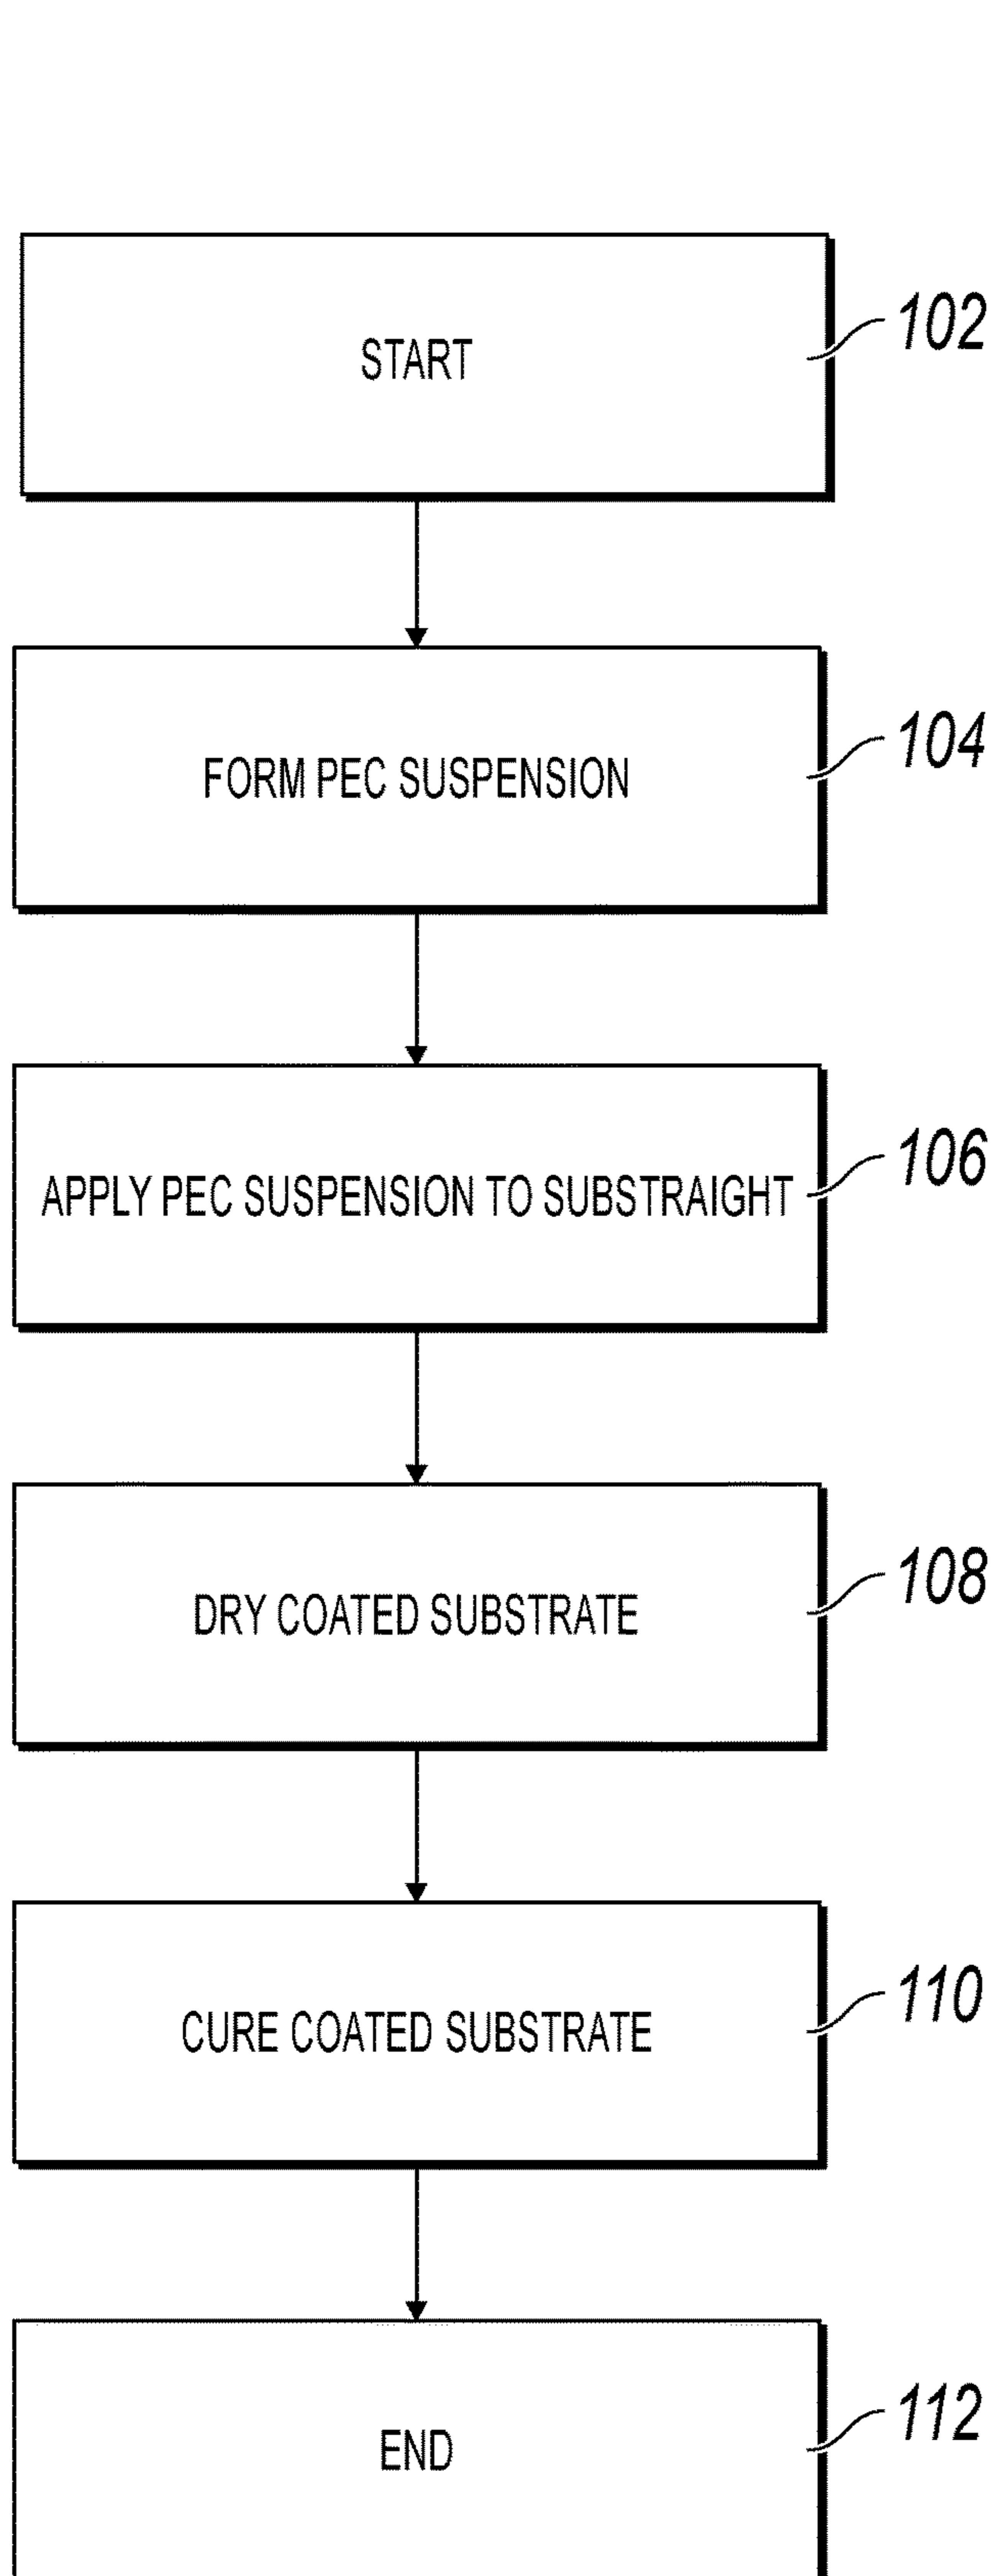 START
102
FORM PEC SUSPENSION
104
APPLY PEC SUSPENSION TO SUBSTRAIGHT
106
DRY COATED SUBSTRATE
108
CURE COATED SUBSTRATE
110
END
112